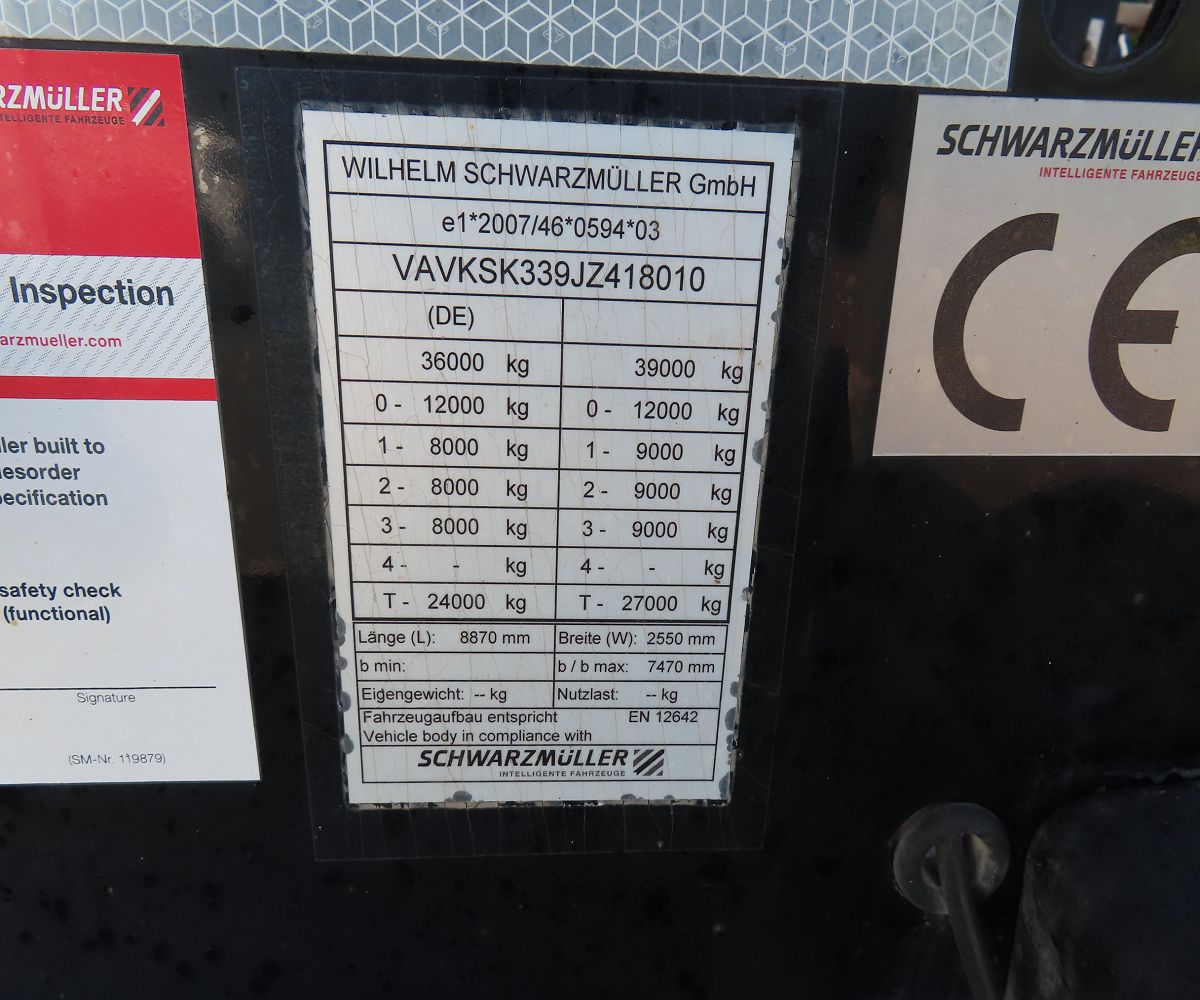 RZMÜLLER
TELLIGENTE FAHRZEUGE
Inspection
arzmueller.com
ler built to
esorder
pecification
safety check
(functional)
Signature
(SM-Nr. 119879)
WILHELM SCHWARZMÜLLER GmbH
e1*2007/46*0594*03
VAVKSK339JZ418010
(DE)
36000 kg 39000 kg
0 - 12000 kg 0 - 12000 kg
1 - 8000 kg 1 - 9000 kg
2 - 8000 kg 2 - 9000 kg
3 - 8000 kg 3 - 9000 kg
4 - - kg 4 - - kg
T - 24000 kg T - 27000 kg
Länge (L): 8870 mm Breite (W): 2550 mm
b min: b / b max: 7470 mm
Eigengewicht: -- kg Nutzlast: -- kg
Fahrzeugaufbau entspricht EN 12642
Vehicle body in compliance with
SCHWARZMÜLLER
INTELLIGENTE FAHRZEUGE
SCHWARZMÜLLER
INTELLIGENTE FAHRZEUGE
CE